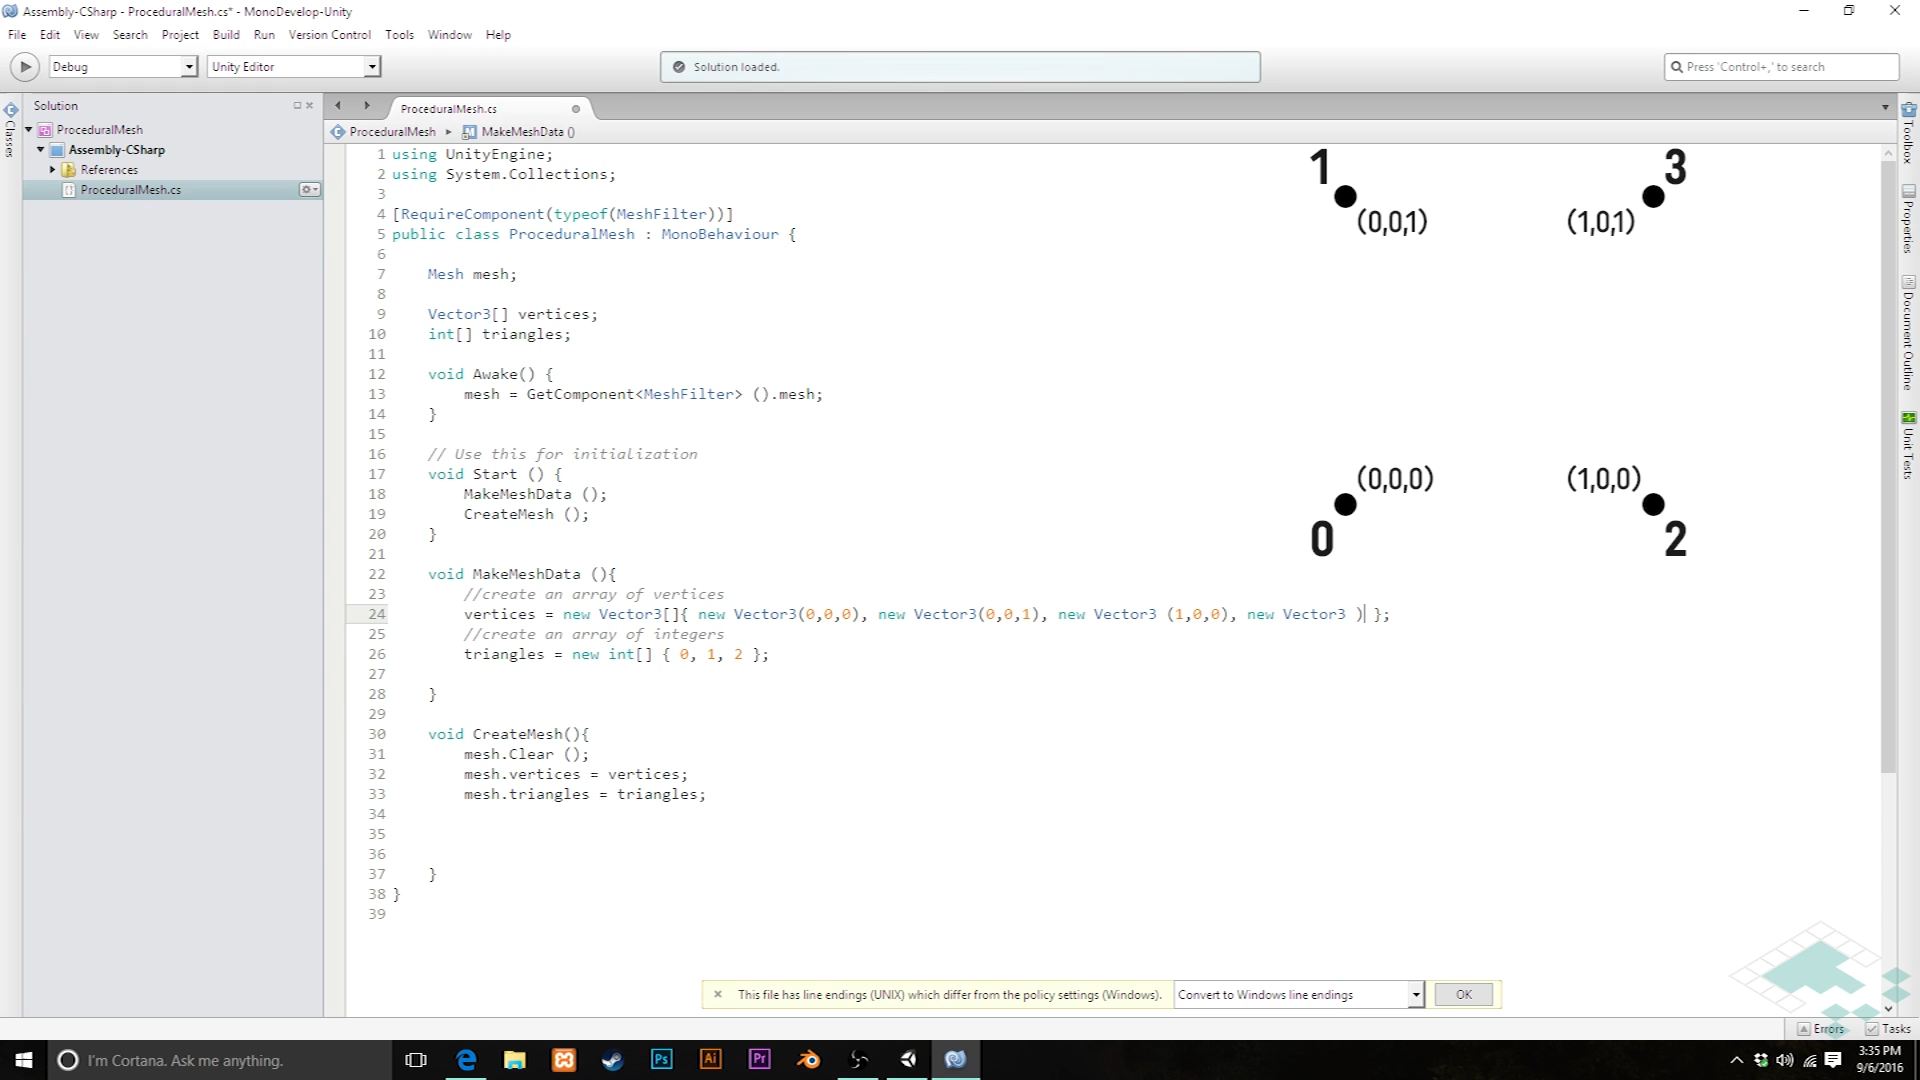 Assembly-CSharp - ProceduralMesh.cs* - MonoDevelop-Unity
File Edit View Search Project Build Run Version Control Tools Window Help
Debug Unity Editor Solution loaded. Press 'Control+,' to search
Classes
Solution
ProceduralMesh
Assembly-CSharp
References
ProceduralMesh.cs
ProceduralMesh.cs
ProceduralMesh MakeMeshData ()
1 using UnityEngine;
2 using System.Collections;
3
4 [RequireComponent(typeof(MeshFilter))]
5 public class ProceduralMesh : MonoBehaviour {
6
7 Mesh mesh;
8
9 Vector3[] vertices;
10 int[] triangles;
11
12 void Awake() {
13 mesh = GetComponent<MeshFilter> ().mesh;
14 }
15
16 // Use this for initialization
17 void Start () {
18 MakeMeshData ();
19 CreateMesh ();
20 }
21
22 void MakeMeshData (){
23 //create an array of vertices
24 vertices = new Vector3[]{ new Vector3(0,0,0), new Vector3(0,0,1), new Vector3 (1,0,0), new Vector3 ) };
25 //create an array of integers
26 triangles = new int[] { 0, 1, 2 };
27
28 }
29
30 void CreateMesh(){
31 mesh.Clear ();
32 mesh.vertices = vertices;
33 mesh.triangles = triangles;
34
35
36
37 }
38 }
39
1 3
(0,0,1) (1,0,1)
(0,0,0) (1,0,0)
0 2
Toolbox
Properties
Document Outline
Unit Tests
This file has line endings (UNIX) which differ from the policy settings (Windows). Convert to Windows line endings OK
Errors Tasks
I'm Cortana. Ask me anything.
Ps Ai Pr
3:35 PM
9/6/2016